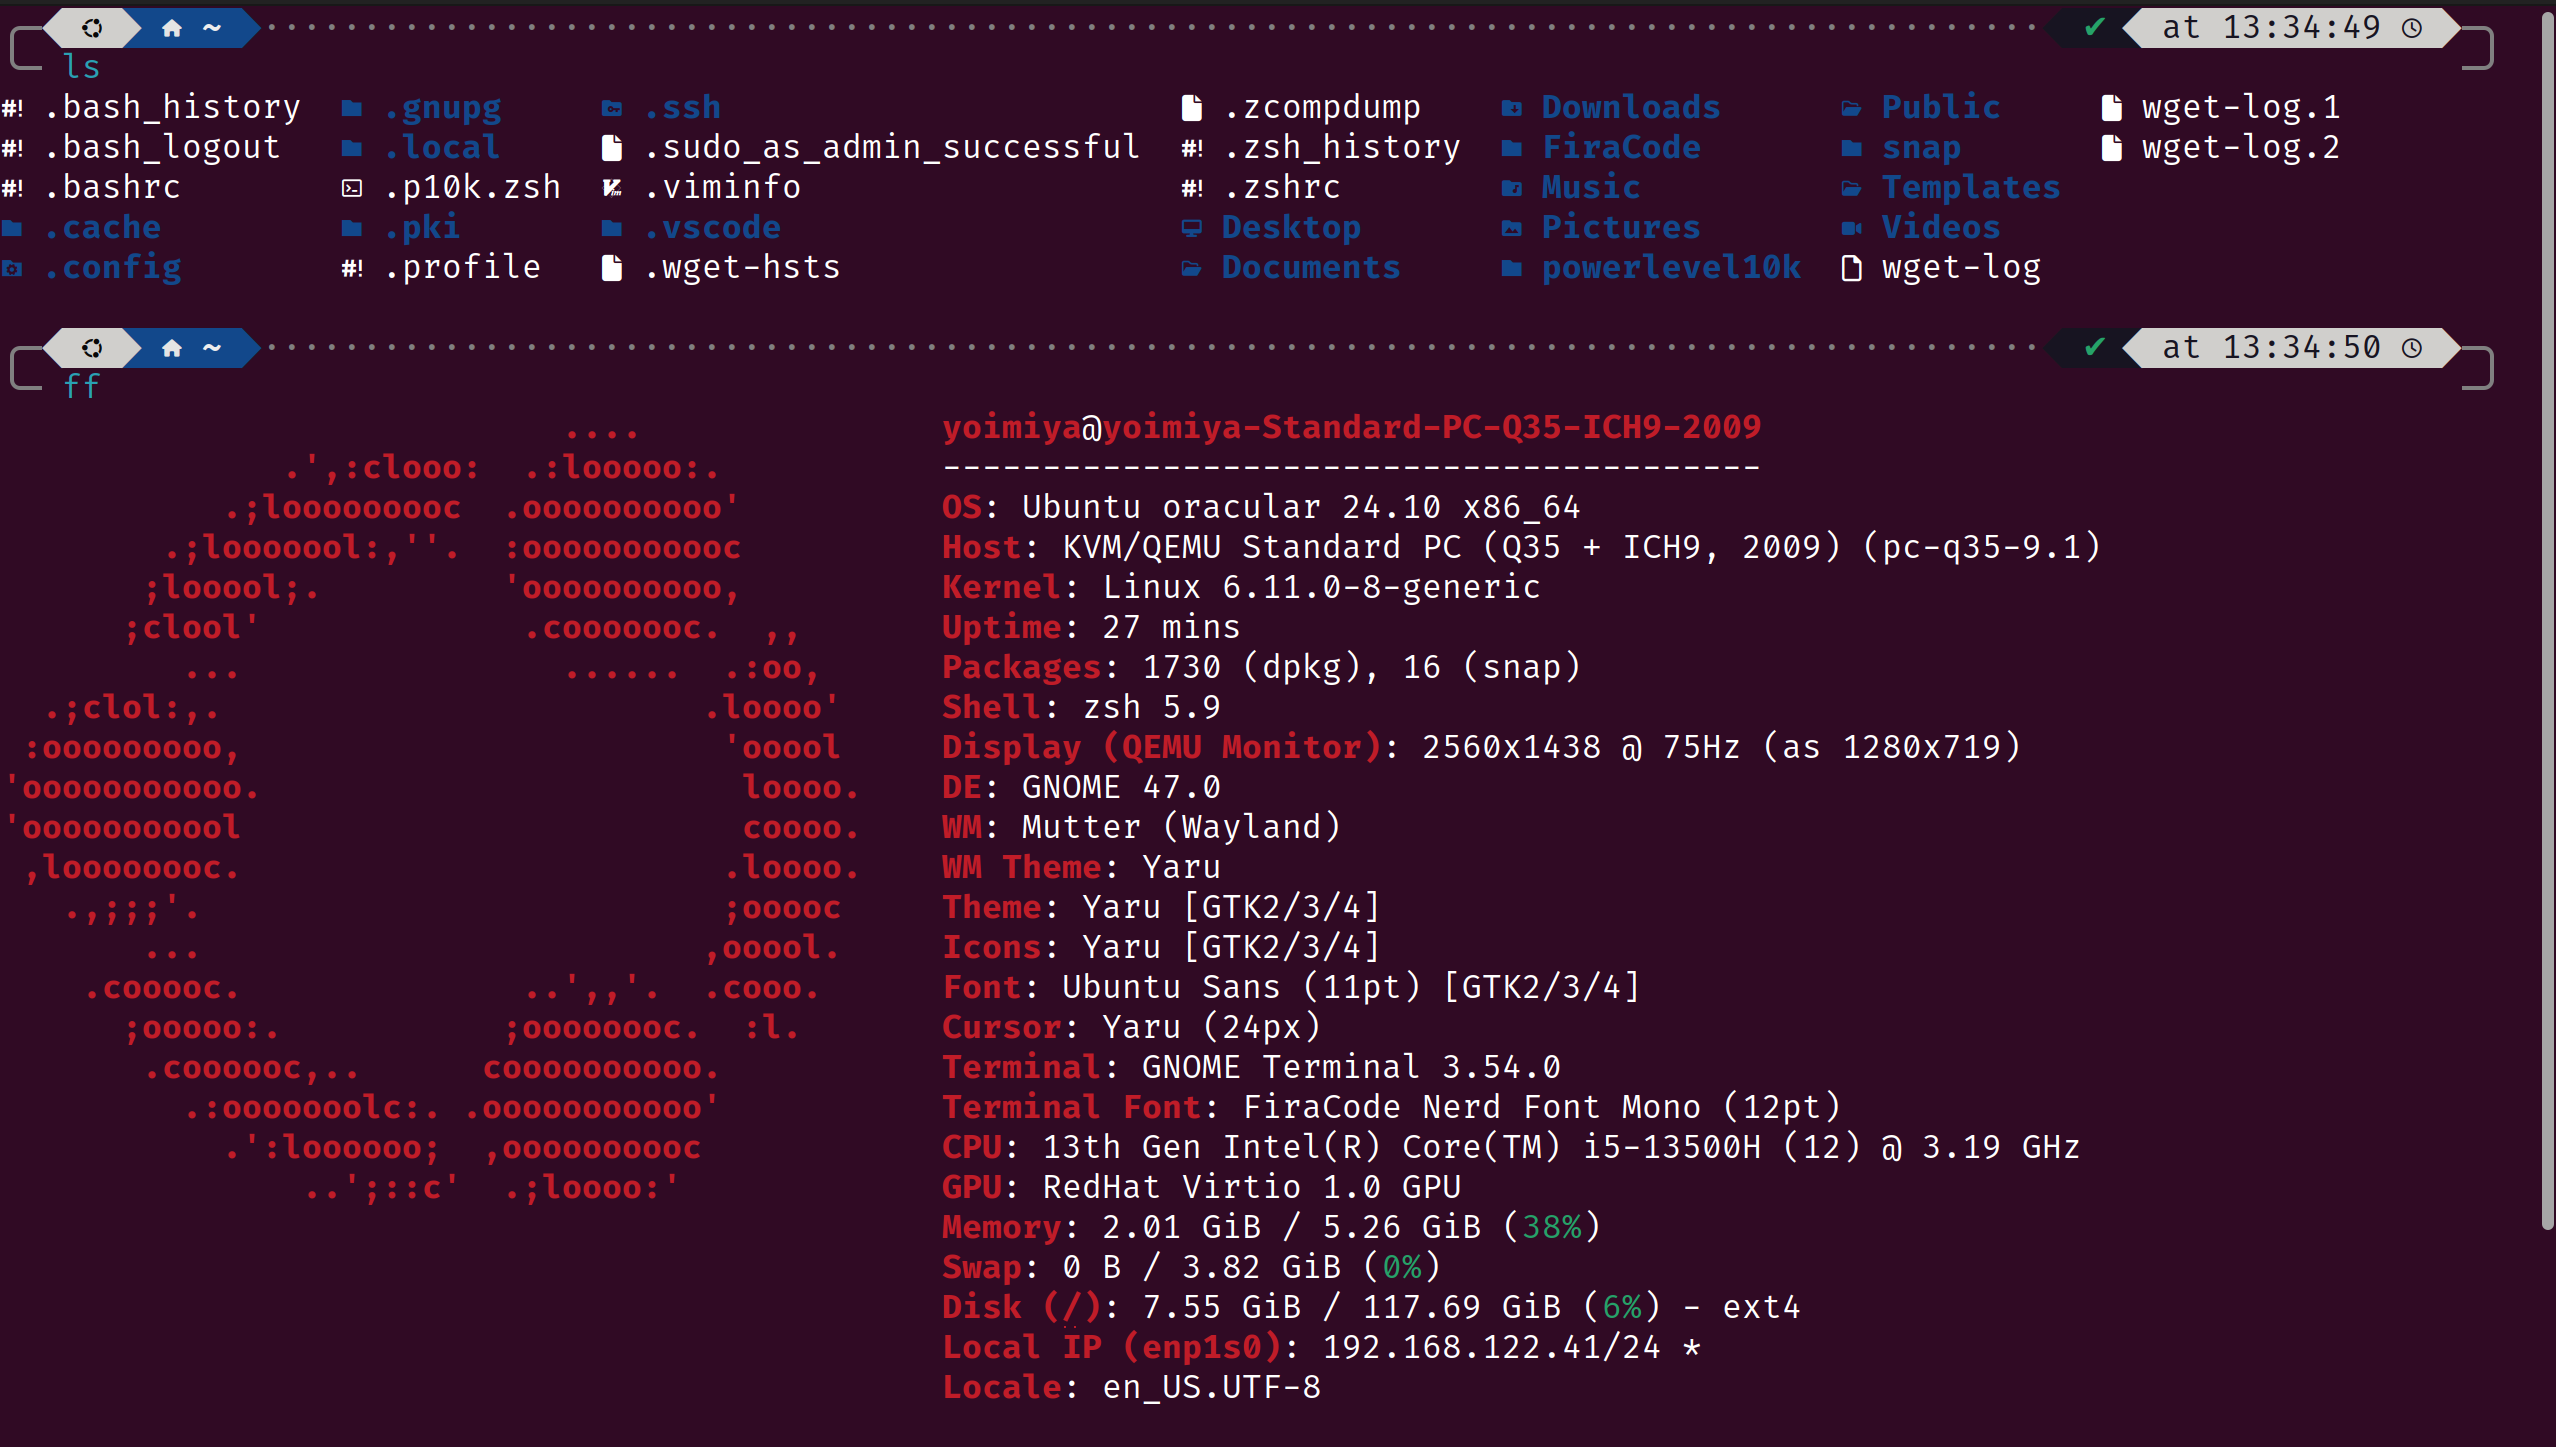 ~ ✔ at 13:34:49
ls
.bash_history .gnupg .ssh .zcompdump Downloads Public wget-log.1
.bash_logout .local .sudo_as_admin_successful .zsh_history FiraCode snap wget-log.2
.bashrc .p10k.zsh .viminfo .zshrc Music Templates
.cache .pki .vscode Desktop Pictures Videos
.config .profile .wget-hsts Documents powerlevel10k wget-log
~ ✔ at 13:34:50
ff
.... yoimiya@yoimiya-Standard-PC-Q35-ICH9-2009
.',:clooo: .:looooo:. -----------------------------------------
.;looooooooc .oooooooooo' OS: Ubuntu oracular 24.10 x86_64
.;looooool:,''. :ooooooooooc Host: KVM/QEMU Standard PC (Q35 + ICH9, 2009) (pc-q35-9.1)
;looool;. 'oooooooooo, Kernel: Linux 6.11.0-8-generic
;clool' .cooooooc. ,, Uptime: 27 mins
... ...... .:oo, Packages: 1730 (dpkg), 16 (snap)
.;clol:,. .loooo' Shell: zsh 5.9
:ooooooooo, 'ooool Display (QEMU Monitor): 2560x1438 @ 75Hz (as 1280x719)
'ooooooooooo. loooo. DE: GNOME 47.0
'ooooooooool coooo. WM: Mutter (Wayland)
,loooooooc. .loooo. WM Theme: Yaru
.,;;;'. ;ooooc Theme: Yaru [GTK2/3/4]
... ,ooool. Icons: Yaru [GTK2/3/4]
.cooooc. ..',,'. .cooo. Font: Ubuntu Sans (11pt) [GTK2/3/4]
;ooooo:. ;oooooooc. :l. Cursor: Yaru (24px)
.coooooc,.. coooooooooo. Terminal: GNOME Terminal 3.54.0
.:ooooooolc:. .ooooooooooo' Terminal Font: FiraCode Nerd Font Mono (12pt)
.':loooooo; ,oooooooooc CPU: 13th Gen Intel(R) Core(TM) i5-13500H (12) @ 3.19 GHz
..';::c' .;loooo:' GPU: RedHat Virtio 1.0 GPU
Memory: 2.01 GiB / 5.26 GiB (38%)
Swap: 0 B / 3.82 GiB (0%)
Disk (/): 7.55 GiB / 117.69 GiB (6%) - ext4
Local IP (enp1s0): 192.168.122.41/24 *
Locale: en_US.UTF-8